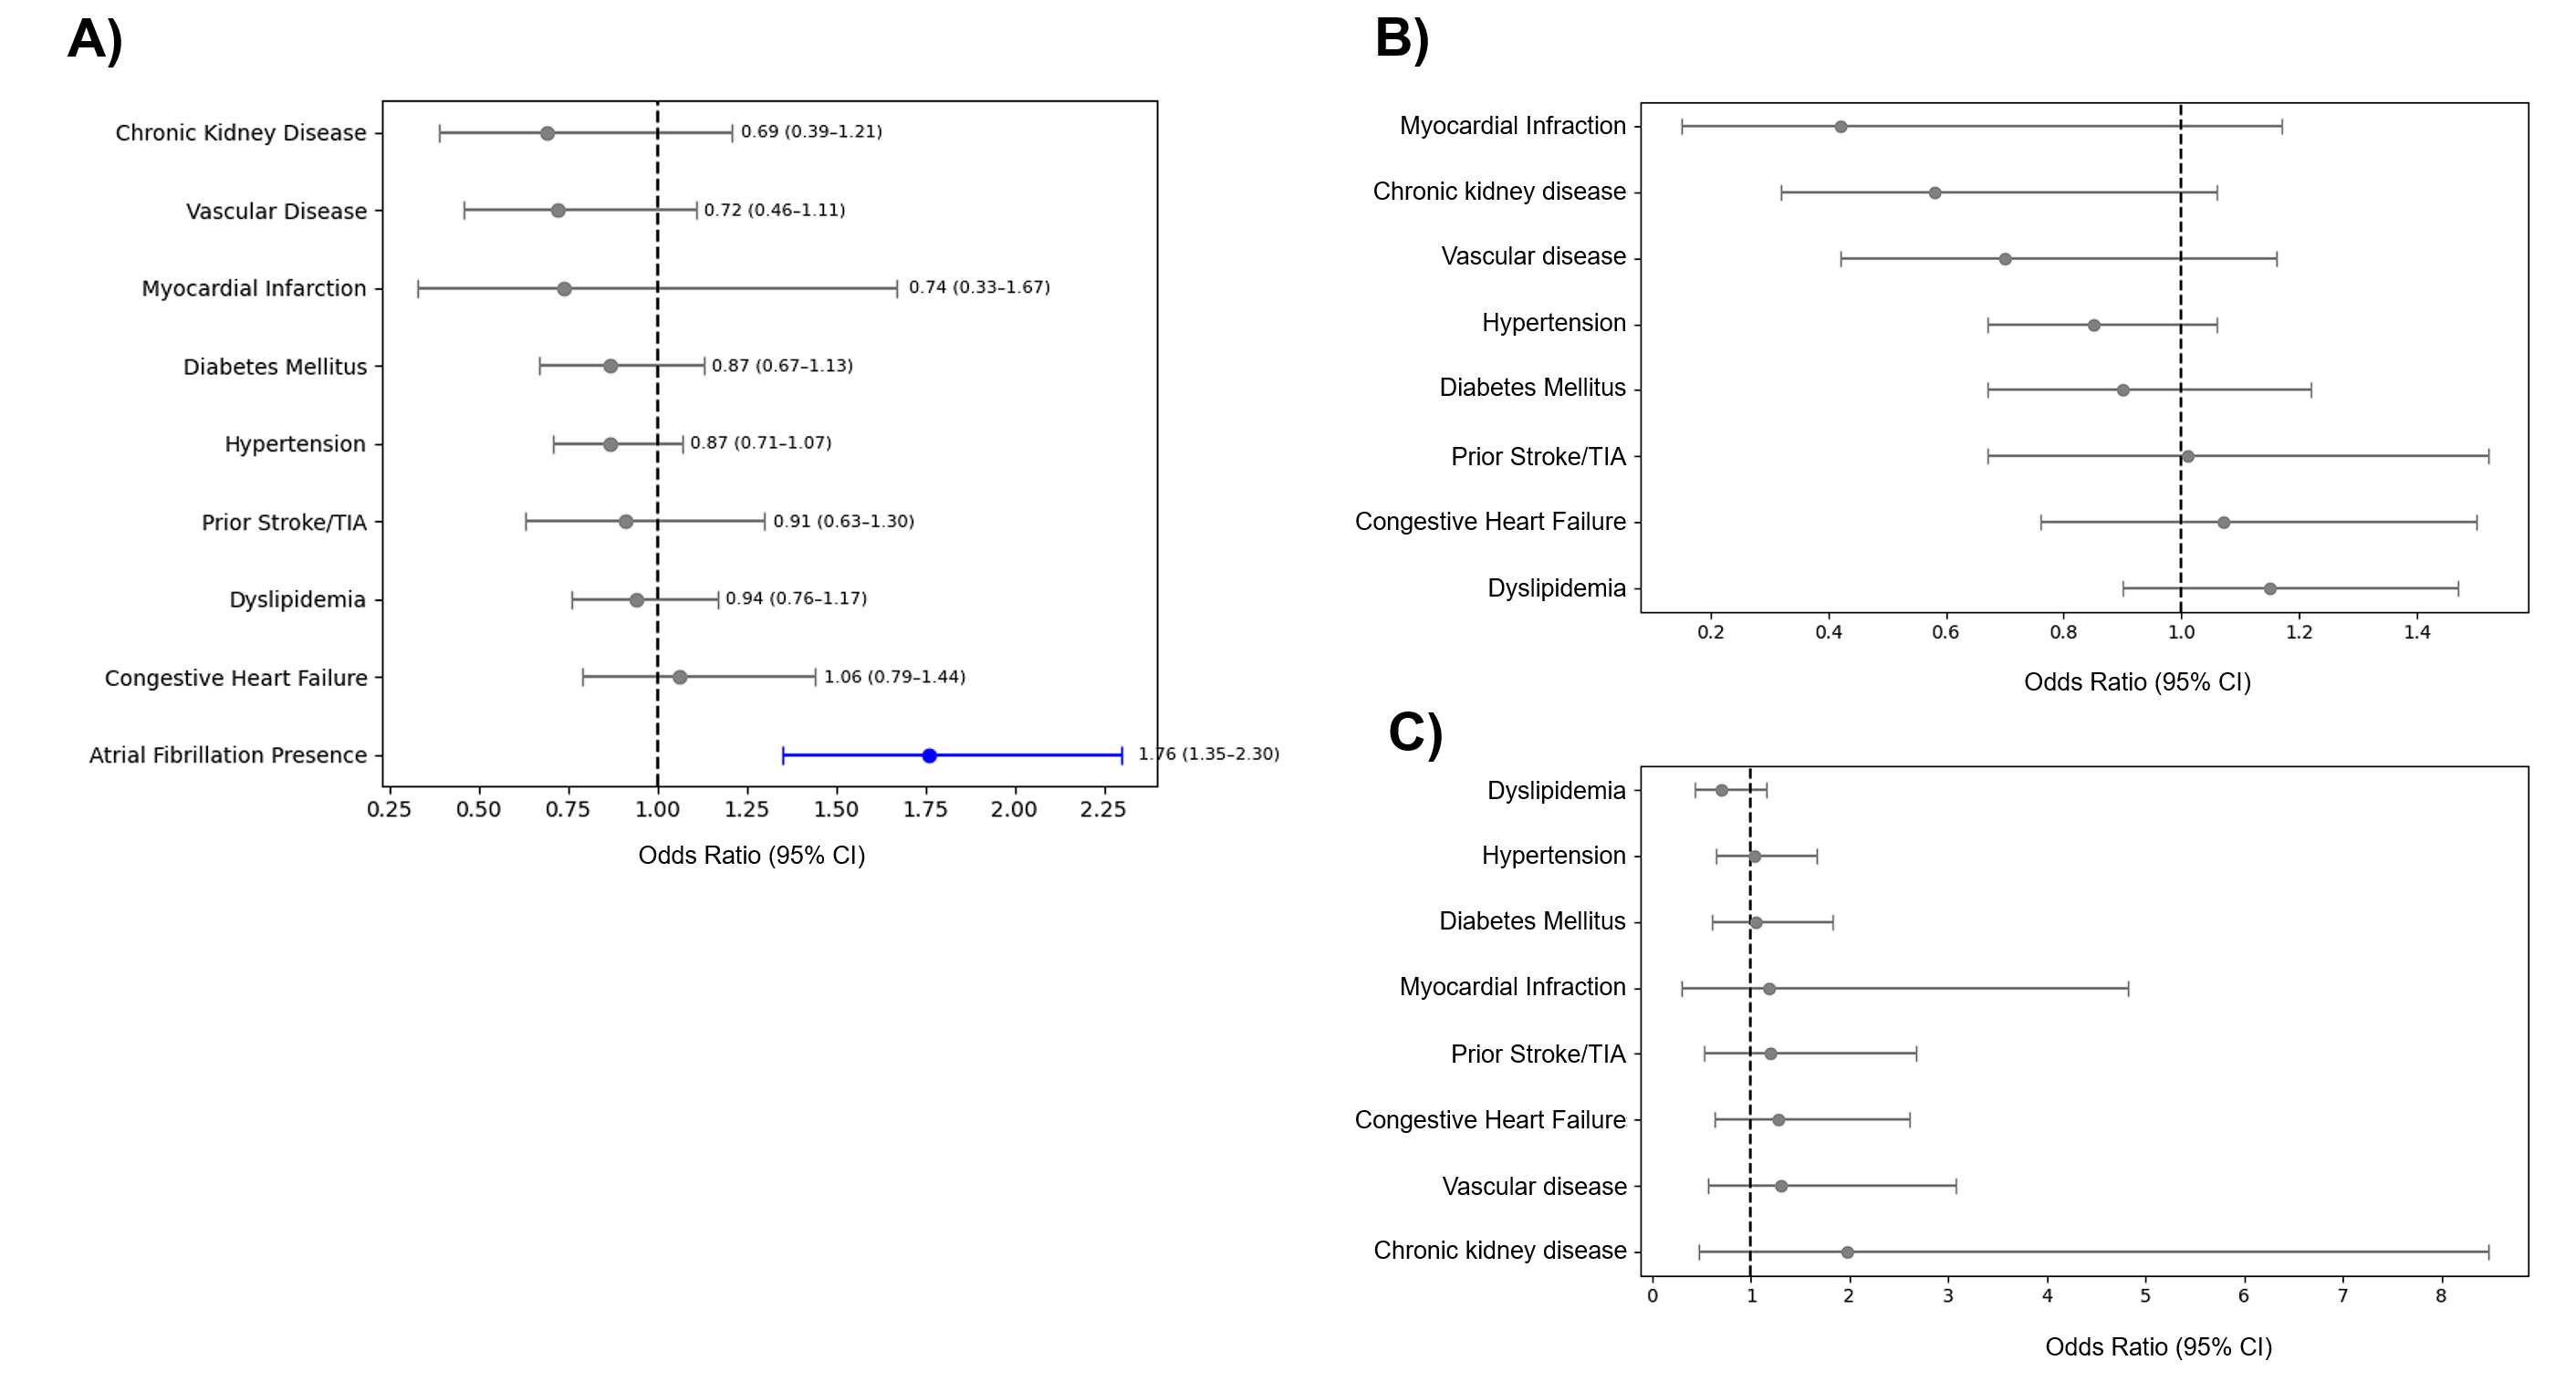 A)
Chronic Kidney Disease
0.69 (0.39–1.21)
Vascular Disease
0.72 (0.46–1.11)
Myocardial Infarction
0.74 (0.33–1.67)
Diabetes Mellitus
0.87 (0.67–1.13)
Hypertension
0.87 (0.71–1.07)
Prior Stroke/TIA
0.91 (0.63–1.30)
Dyslipidemia
0.94 (0.76–1.17)
Congestive Heart Failure
1.06 (0.79–1.44)
Atrial Fibrillation Presence
1.76 (1.35–2.30)
0.25 0.50 0.75 1.00 1.25 1.50 1.75 2.00 2.25
Odds Ratio (95% CI)
B)
Myocardial Infraction
Chronic kidney disease
Vascular disease
Hypertension
Diabetes Mellitus
Prior Stroke/TIA
Congestive Heart Failure
Dyslipidemia
0.2 0.4 0.6 0.8 1.0 1.2 1.4
Odds Ratio (95% CI)
C)
Dyslipidemia
Hypertension
Diabetes Mellitus
Myocardial Infraction
Prior Stroke/TIA
Congestive Heart Failure
Vascular disease
Chronic kidney disease
0 1 2 3 4 5 6 7 8
Odds Ratio (95% CI)